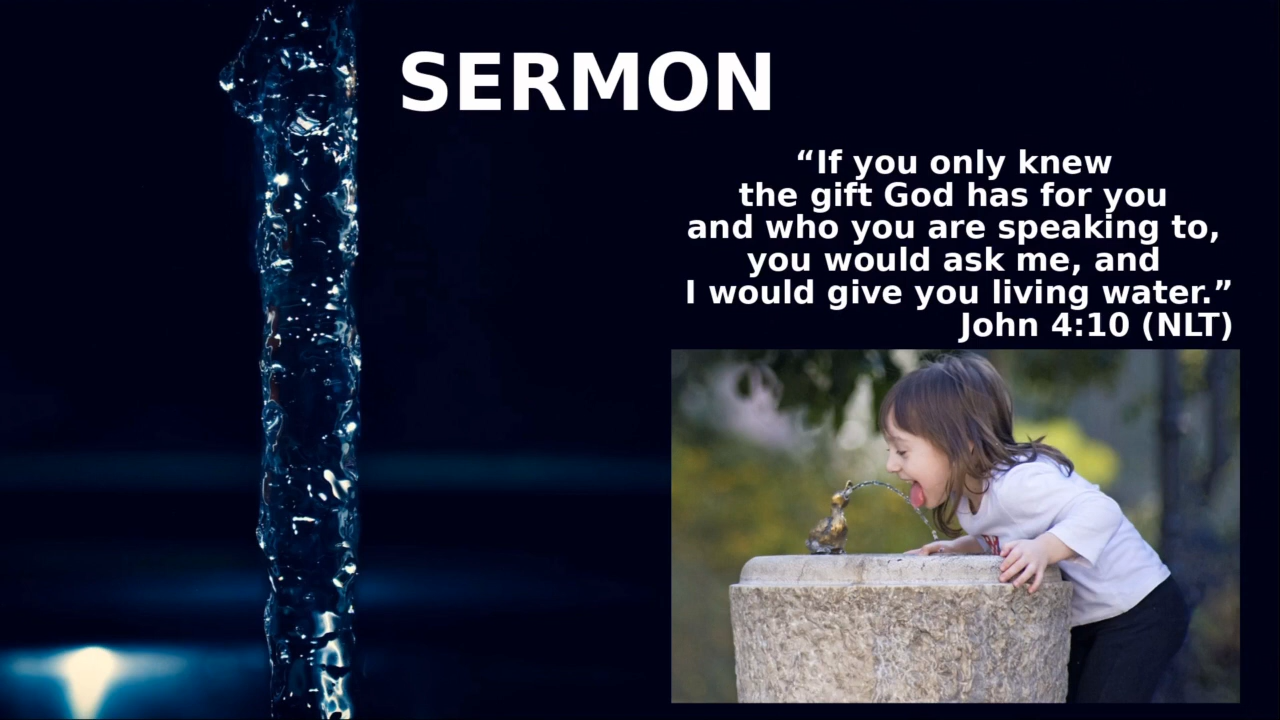 SERMON
“If you only knew
the gift God has for you
and who you are speaking to,
you would ask me, and
I would give you living water.”
John 4:10 (NLT)